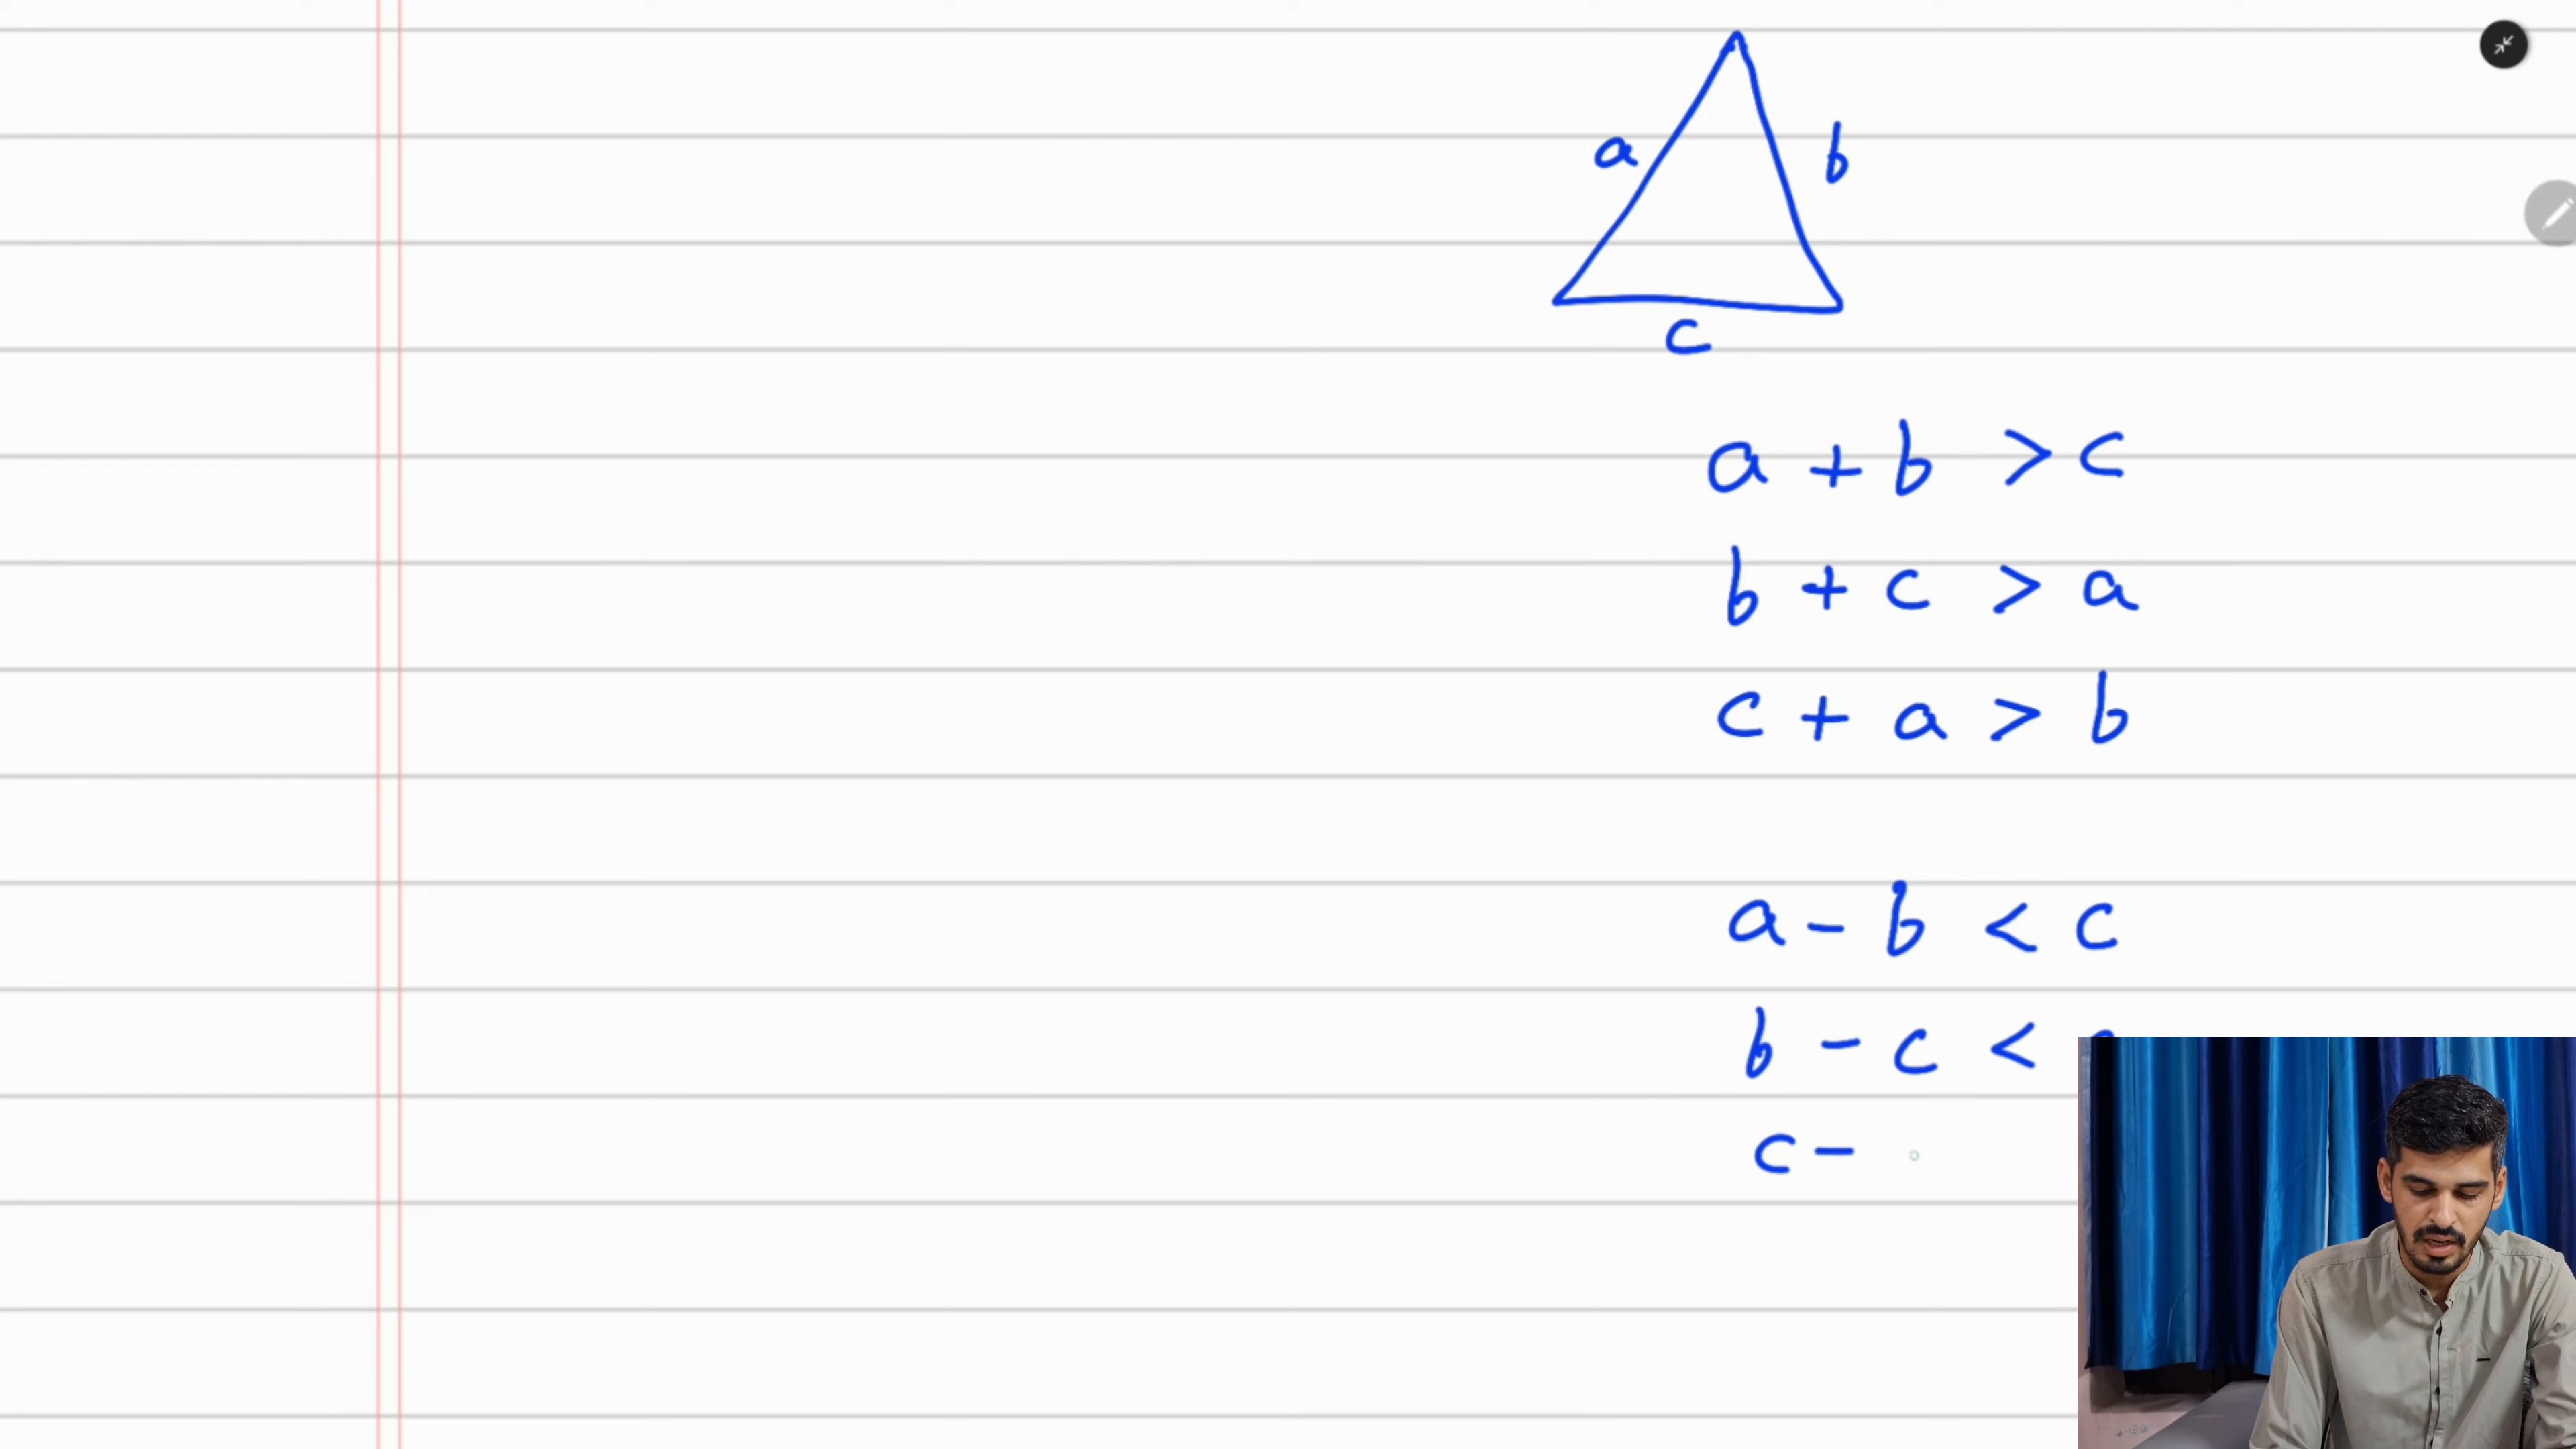 a b
c
a + b > c
b + c > a
c + a > b
a - b < c
b - c <
c -